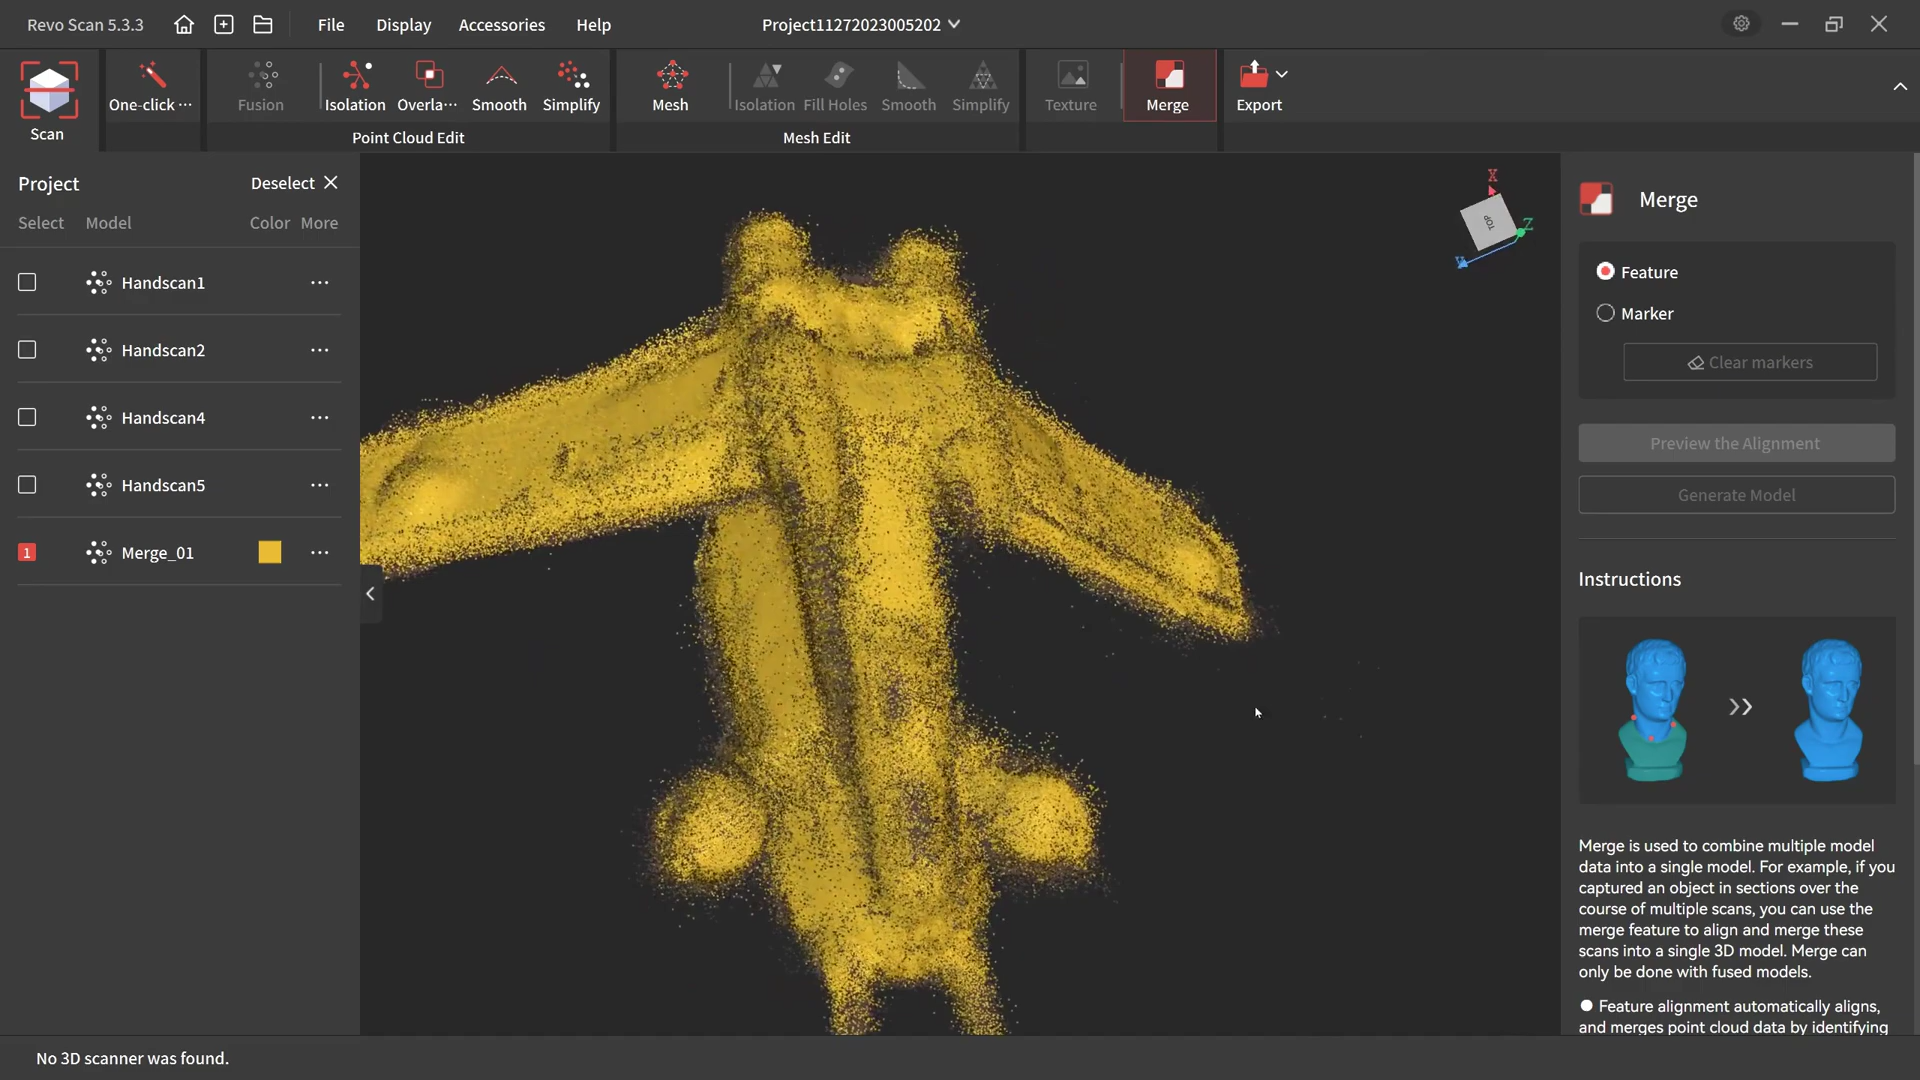 Revo Scan 5.3.3
File
Display
Accessories
Help
Project11272023005202
Scan
One-click ···
Fusion
Isolation
Overla···
Smooth
Simplify
Point Cloud Edit
Mesh
Isolation
Fill Holes
Smooth
Simplify
Mesh Edit
Texture
Merge
Export
Project
Deselect
Select
Model
Color
More
Handscan1
Handscan2
Handscan4
Handscan5
1
Merge_01
X
Z
Y
TOP
Merge
Feature
Marker
Clear markers
Preview the Alignment
Generate Model
Instructions
Merge is used to combine multiple model
data into a single model. For example, if you
captured an object in sections over the
course of multiple scans, you can use the
merge feature to align and merge these
scans into a single 3D model. Merge can
only be done with fused models.
● Feature alignment automatically aligns,
and merges point cloud data by identifying
No 3D scanner was found.